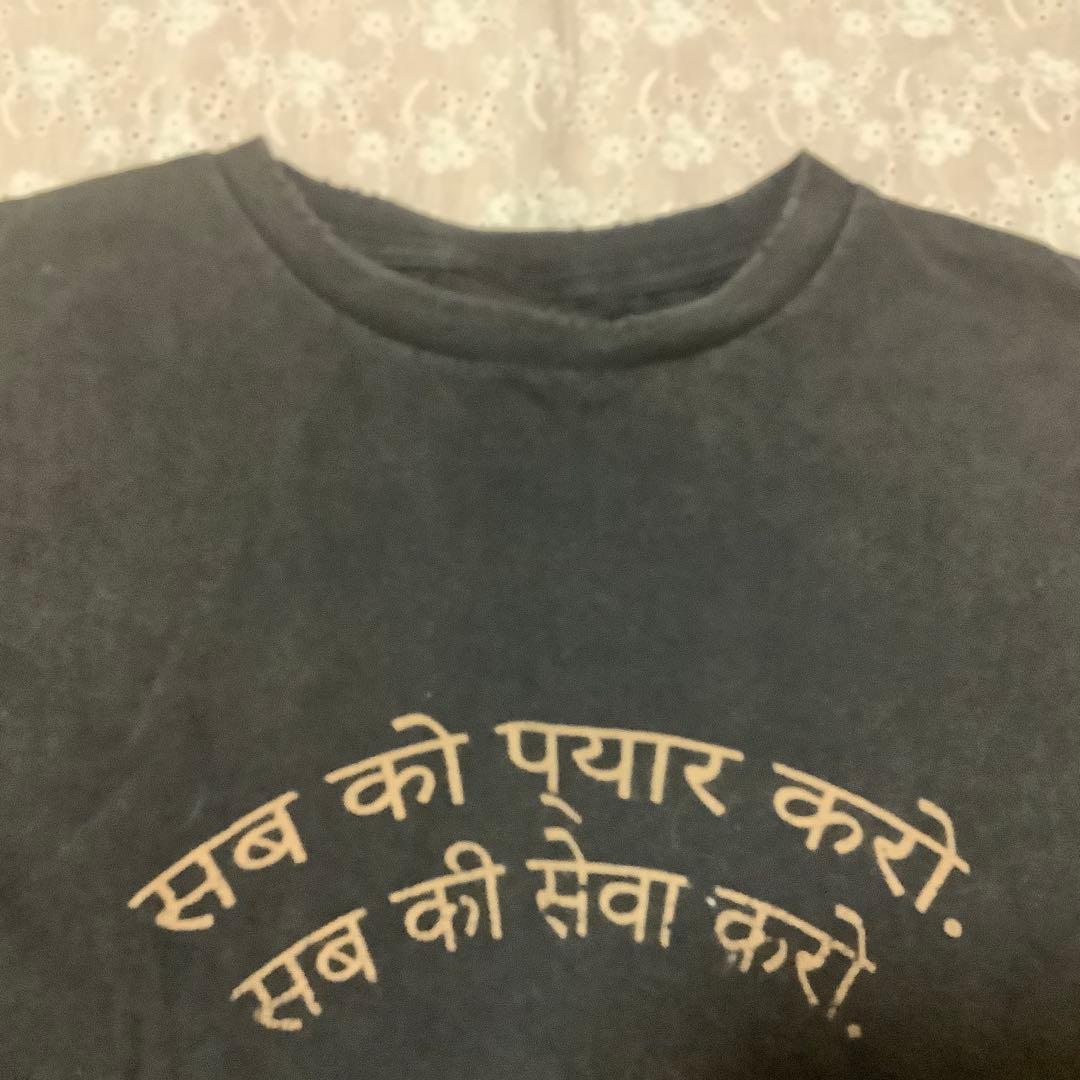 सब को प्‌यार करो.
सब की सेवा करो.